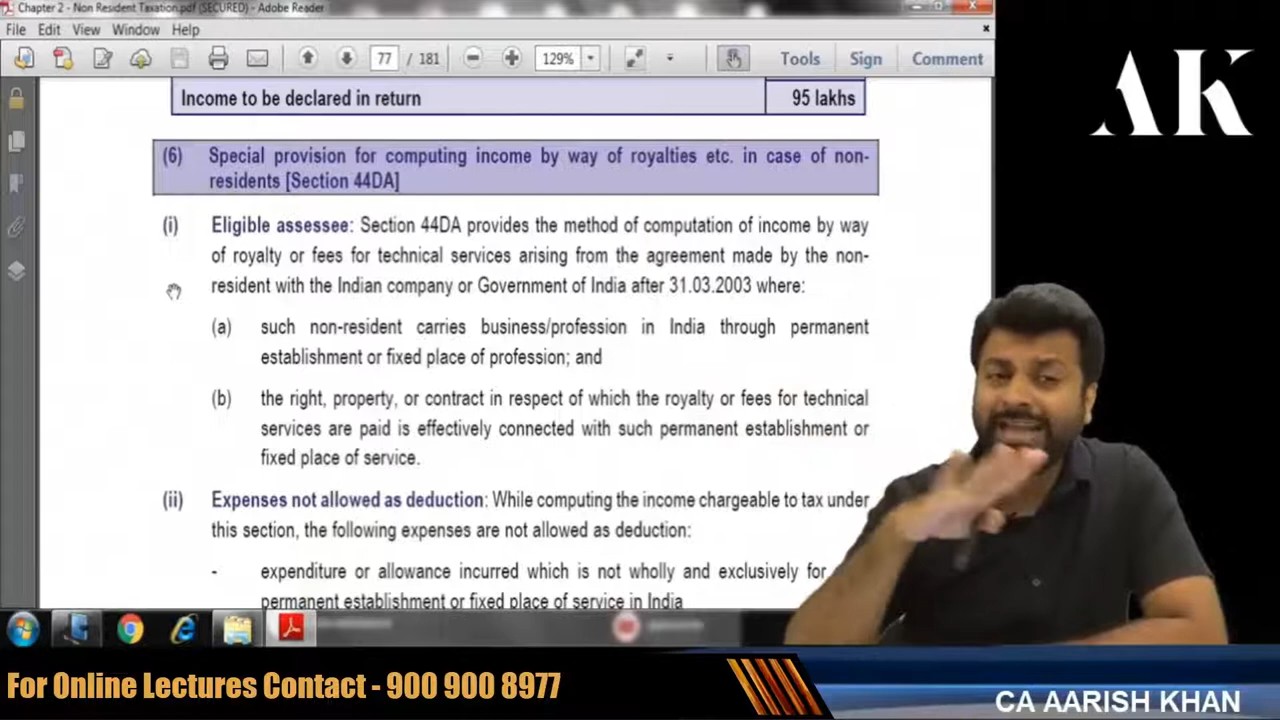 Chapter 2 - Non Resident Taxation.pdf (SECURED) - Adobe Reader
File Edit View Window Help
77 / 181 129% Tools Sign Comment
AK
Income to be declared in return 95 lakhs
(6) Special provision for computing income by way of royalties etc. in case of non-
residents [Section 44DA]
(i) Eligible assessee: Section 44DA provides the method of computation of income by way
of royalty or fees for technical services arising from the agreement made by the non-
resident with the Indian company or Government of India after 31.03.2003 where:
(a) such non-resident carries business/profession in India through permanent
establishment or fixed place of profession; and
(b) the right, property, or contract in respect of which the royalty or fees for technical
services are paid is effectively connected with such permanent establishment or
fixed place of service.
(ii) Expenses not allowed as deduction: While computing the income chargeable to tax under
this section, the following expenses are not allowed as deduction:
- expenditure or allowance incurred which is not wholly and exclusively for
permanent establishment or fixed place of service in India
For Online Lectures Contact - 900 900 8977
CA AARISH KHAN